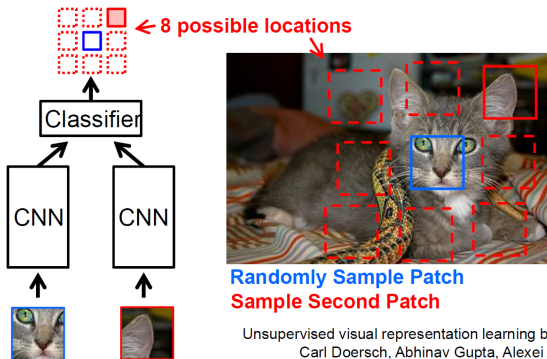 8 possible locations
Classifier
CNN
CNN
Randomly Sample Patch
Sample Second Patch
Unsupervised visual representation learning b
Carl Doersch, Abhinav Gupta, Alexei